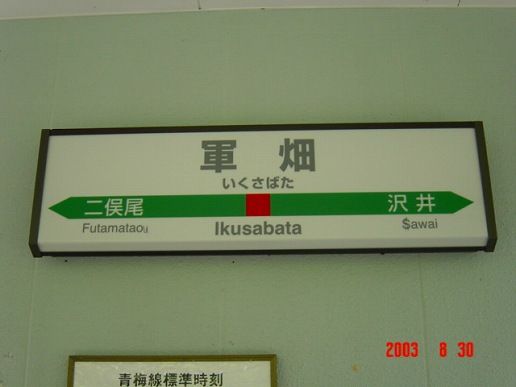 軍畑
いくさばた
二俣尾 沢井
Futamatao Ikusabata Sawai
2003 8 30
青梅線標準時刻